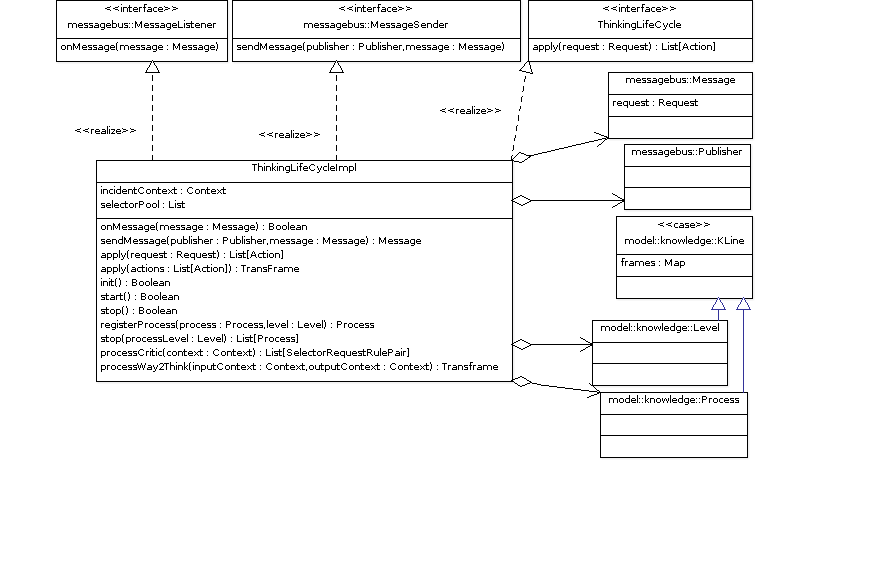 <<interface>>
messagebus::MessageListener
onMessage(message : Message)
<<interface>>
messagebus::MessageSender
sendMessage(publisher : Publisher,message : Message)
<<interface>>
ThinkingLifeCycle
apply(request : Request) : List[Action]
<<realize>>
<<realize>>
<<realize>>
messagebus::Message
request : Request
messagebus::Publisher
ThinkingLifeCycleImpl
incidentContext : Context
selectorPool : List
onMessage(message : Message) : Boolean
sendMessage(publisher : Publisher,message : Message) : Message
apply(request : Request) : List[Action]
apply(actions : List[Action]) : TransFrame
init() : Boolean
start() : Boolean
stop() : Boolean
registerProcess(process : Process,level : Level) : Process
stop(processLevel : Level) : List[Process]
processCritic(context : Context) : List[SelectorRequestRulePair]
processWay2Think(inputContext : Context,outputContext : Context) : Transframe
<<case>>
model::knowledge::KLine
frames : Map
model::knowledge::Level
model::knowledge::Process